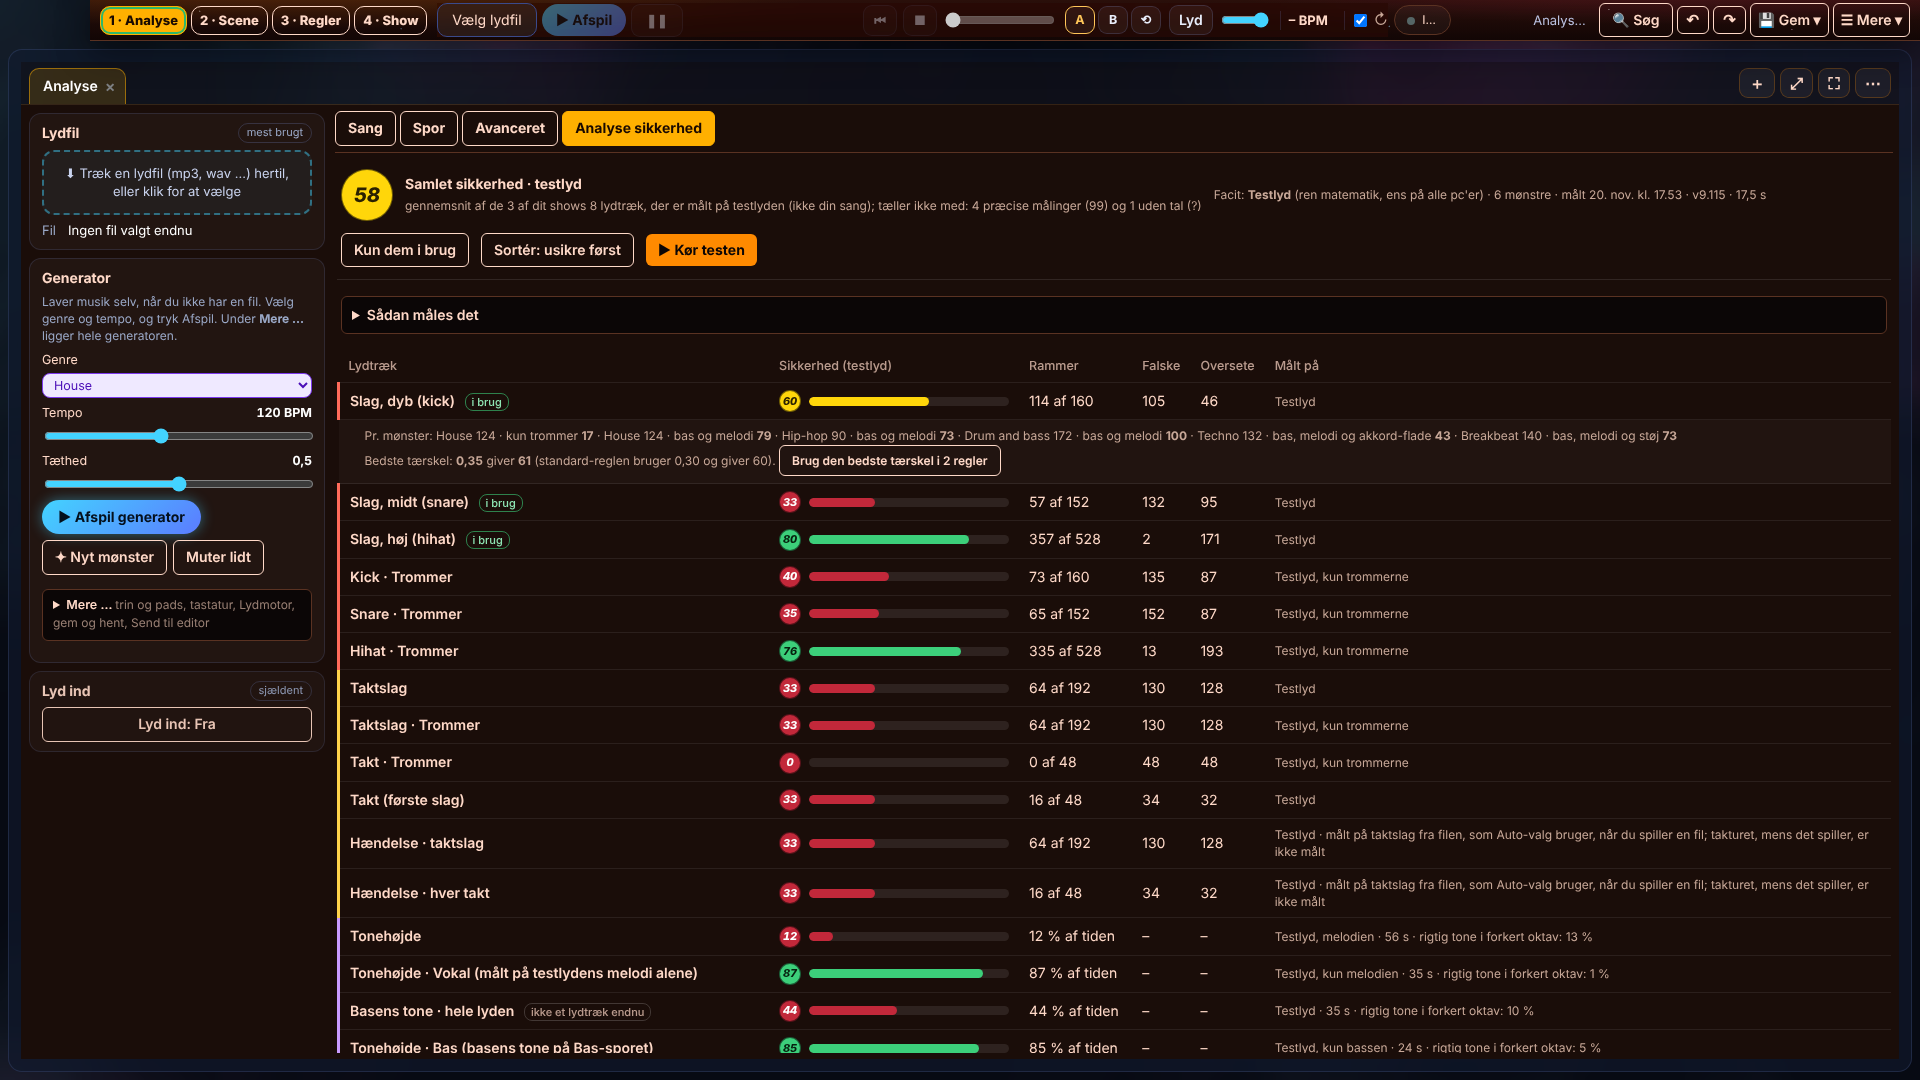 1 · Analyse 2 · Scene 3 · Regler 4 · Show Vælg lydfil ▶ Afspil A B Lyd – BPM I... Analys... 🔍 Søg ↶ ↷ 💾 Gem ▾ ☰ Mere ▾
Analyse ×
Lydfil mest brugt
⬇ Træk en lydfil (mp3, wav ...) hertil,
eller klik for at vælge
Fil Ingen fil valgt endnu
Generator
Laver musik selv, når du ikke har en fil. Vælg
genre og tempo, og tryk Afspil. Under Mere ...
ligger hele generatoren.
Genre
House
Tempo 120 BPM
Tæthed 0,5
▶ Afspil generator
✦ Nyt mønster Muter lidt
▶ Mere ... trin og pads, tastatur, Lydmotor,
gem og hent, Send til editor
Lyd ind sjældent
Lyd ind: Fra
Sang Spor Avanceret Analyse sikkerhed
58 Samlet sikkerhed · testlyd
gennemsnit af de 3 af dit shows 8 lydtræk, der er målt på testlyden (ikke din sang); tæller ikke med: 4 præcise målinger (99) og 1 uden tal (?)
Facit: Testlyd (ren matematik, ens på alle pc'er) · 6 mønstre · målt 20. nov. kl. 17.53 · v9.115 · 17,5 s
Kun dem i brug Sortér: usikre først ▶ Kør testen
▶ Sådan måles det
Lydtræk Sikkerhed (testlyd) Rammer Falske Oversete Målt på
Slag, dyb (kick) i brug 60 114 af 160 105 46 Testlyd
Pr. mønster: House 124 · kun trommer 17 · House 124 · bas og melodi 79 · Hip-hop 90 · bas og melodi 73 · Drum and bass 172 · bas og melodi 100 · Techno 132 · bas, melodi og akkord-flade 43 · Breakbeat 140 · bas, melodi og støj 73
Bedste tærskel: 0,35 giver 61 (standard-reglen bruger 0,30 og giver 60). Brug den bedste tærskel i 2 regler
Slag, midt (snare) i brug 33 57 af 152 132 95 Testlyd
Slag, høj (hihat) i brug 80 357 af 528 2 171 Testlyd
Kick · Trommer 40 73 af 160 135 87 Testlyd, kun trommerne
Snare · Trommer 35 65 af 152 152 87 Testlyd, kun trommerne
Hihat · Trommer 76 335 af 528 13 193 Testlyd, kun trommerne
Taktslag 33 64 af 192 130 128 Testlyd
Taktslag · Trommer 33 64 af 192 130 128 Testlyd, kun trommerne
Takt · Trommer 0 0 af 48 48 48 Testlyd, kun trommerne
Takt (første slag) 33 16 af 48 34 32 Testlyd
Hændelse · taktslag 33 64 af 192 130 128 Testlyd · målt på taktslag fra filen, som Auto-valg bruger, når du spiller en fil; takturet, mens det spiller, er
ikke målt
Hændelse · hver takt 33 16 af 48 34 32 Testlyd · målt på taktslag fra filen, som Auto-valg bruger, når du spiller en fil; takturet, mens det spiller, er
ikke målt
Tonehøjde 12 12 % af tiden – – Testlyd, melodien · 56 s · rigtig tone i forkert oktav: 13 %
Tonehøjde · Vokal (målt på testlydens melodi alene) 87 87 % af tiden – – Testlyd, kun melodien · 35 s · rigtig tone i forkert oktav: 1 %
Basens tone · hele lyden ikke et lydtræk endnu 44 44 % af tiden – – Testlyd · 35 s · rigtig tone i forkert oktav: 10 %
Tonehøjde · Bas (basens tone på Bas-sporet) 85 85 % af tiden – – Testlyd, kun bassen · 24 s · rigtig tone i forkert oktav: 5 %